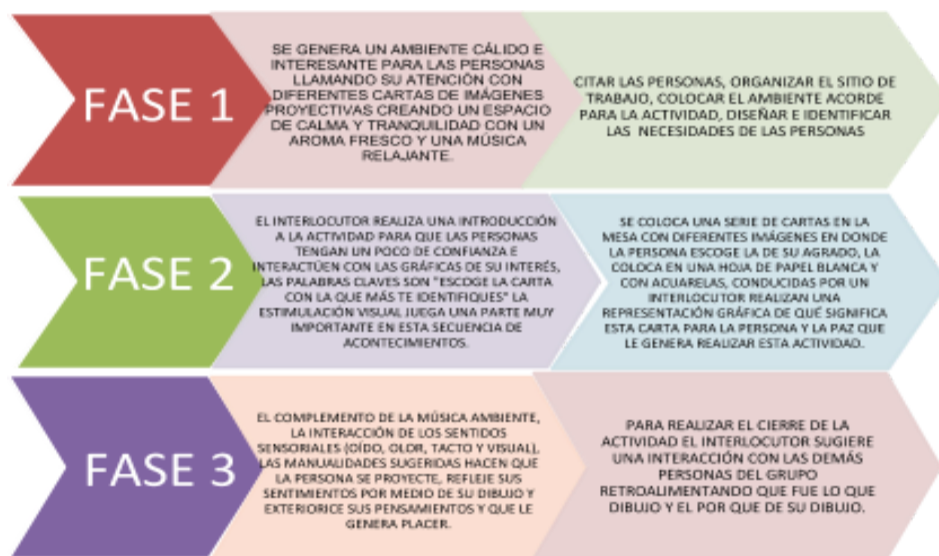 FASE 1
SE GENERA UN AMBIENTE CÁLIDO E
INTERESANTE PARA LAS PERSONAS
LLAMANDO SU ATENCIÓN CON
DIFERENTES CARTAS DE IMÁGENES
PROYECTIVAS CREANDO UN ESPACIO
DE CALMA Y TRANQUILIDAD CON UN
AROMA FRESCO Y UNA MÚSICA
RELAJANTE.
CITAR LAS PERSONAS, ORGANIZAR EL SITIO DE
TRABAJO, COLOCAR EL AMBIENTE ACORDE
PARA LA ACTIVIDAD, DISEÑAR E IDENTIFICAR
LAS NECESIDADES DE LAS PERSONAS
FASE 2
EL INTERLOCUTOR REALIZA UNA INTRODUCCIÓN
A LA ACTIVIDAD PARA QUE LAS PERSONAS
TENGAN UN POCO DE CONFIANZA E
INTERACTÚEN CON LAS GRÁFICAS DE SU INTERÉS,
LAS PALABRAS CLAVES SON "ESCOGE LA CARTA
CON LA QUE MÁS TE IDENTIFIQUES" LA
ESTIMULACIÓN VISUAL JUEGA UNA PARTE MUY
IMPORTANTE EN ESTA SECUENCIA DE
ACONTECIMIENTOS.
SE COLOCA UNA SERIE DE CARTAS EN LA
MESA CON DIFERENTES IMÁGENES EN DONDE
LA PERSONA ESCOGE LA DE SU AGRADO, LA
COLOCA EN UNA HOJA DE PAPEL BLANCA Y
CON ACUARELAS, CONDUCIDAS POR UN
INTERLOCUTOR REALIZAN UNA
REPRESENTACIÓN GRÁFICA DE QUÉ SIGNIFICA
ESTA CARTA PARA LA PERSONA Y LA PAZ QUE
LE GENERA REALIZAR ESTA ACTIVIDAD.
FASE 3
EL COMPLEMENTO DE LA MÚSICA AMBIENTE,
LA INTERACCIÓN DE LOS SENTIDOS
SENSORIALES (OÍDO, OLOR, TACTO Y VISUAL),
LAS MANUALIDADES SUGERIDAS HACEN QUE
LA PERSONA SE PROYECTE, REFLEJE SUS
SENTIMIENTOS POR MEDIO DE SU DIBUJO Y
EXTERIORICE SUS PENSAMIENTOS Y QUE LE
GENERA PLACER.
PARA REALIZAR EL CIERRE DE LA
ACTIVIDAD EL INTERLOCUTOR SUGIERE
UNA INTERACCIÓN CON LAS DEMÁS
PERSONAS DEL GRUPO
RETROALIMENTANDO QUE FUE LO QUE
DIBUJO Y EL POR QUE DE SU DIBUJO.